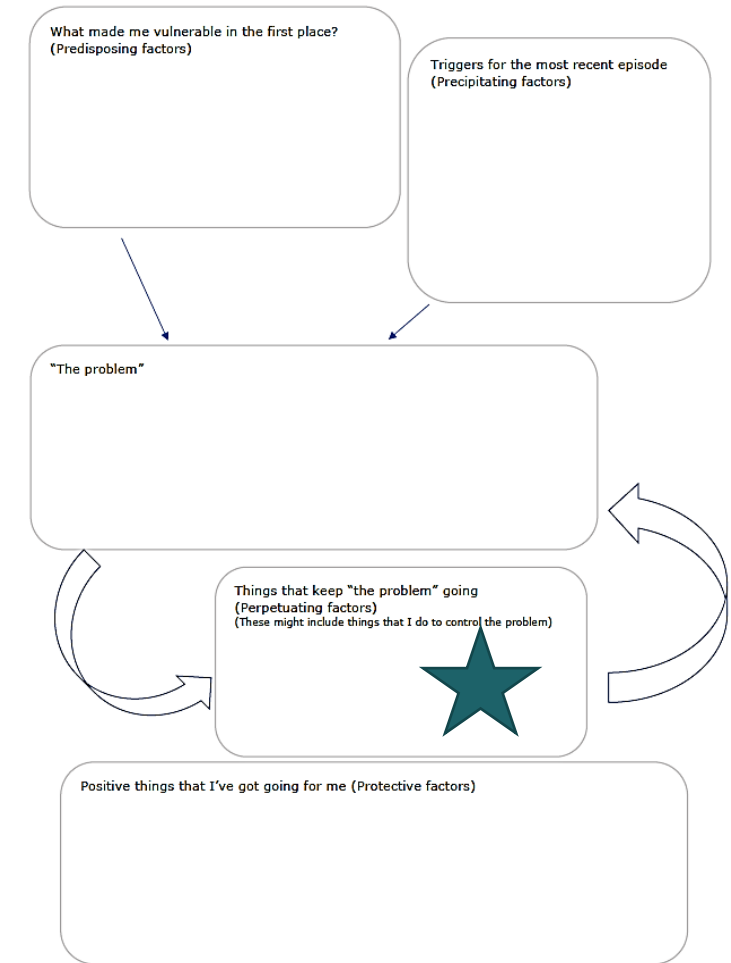 What made me vulnerable in the first place?
(Predisposing factors)
Triggers for the most recent episode
(Precipitating factors)
“The problem”
Things that keep “the problem” going
(Perpetuating factors)
(These might include things that I do to control the problem)
Positive things that I’ve got going for me (Protective factors)